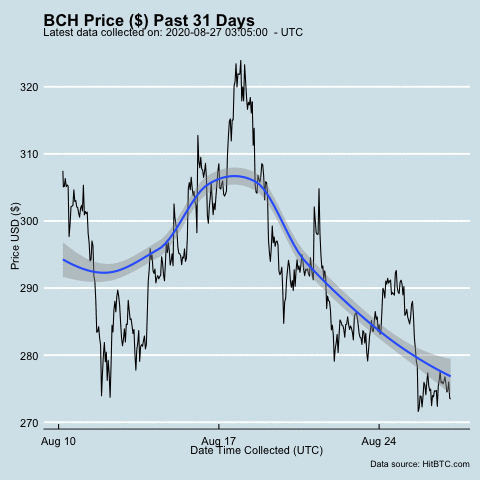 BCH Price ($) Past 31 Days
Latest data collected on: 2020-08-27 03:05:00 - UTC
Price USD ($)
320
310
300
290
280
270
Aug 10
Aug 17
Aug 24
Date Time Collected (UTC)
Data source: HitBTC.com